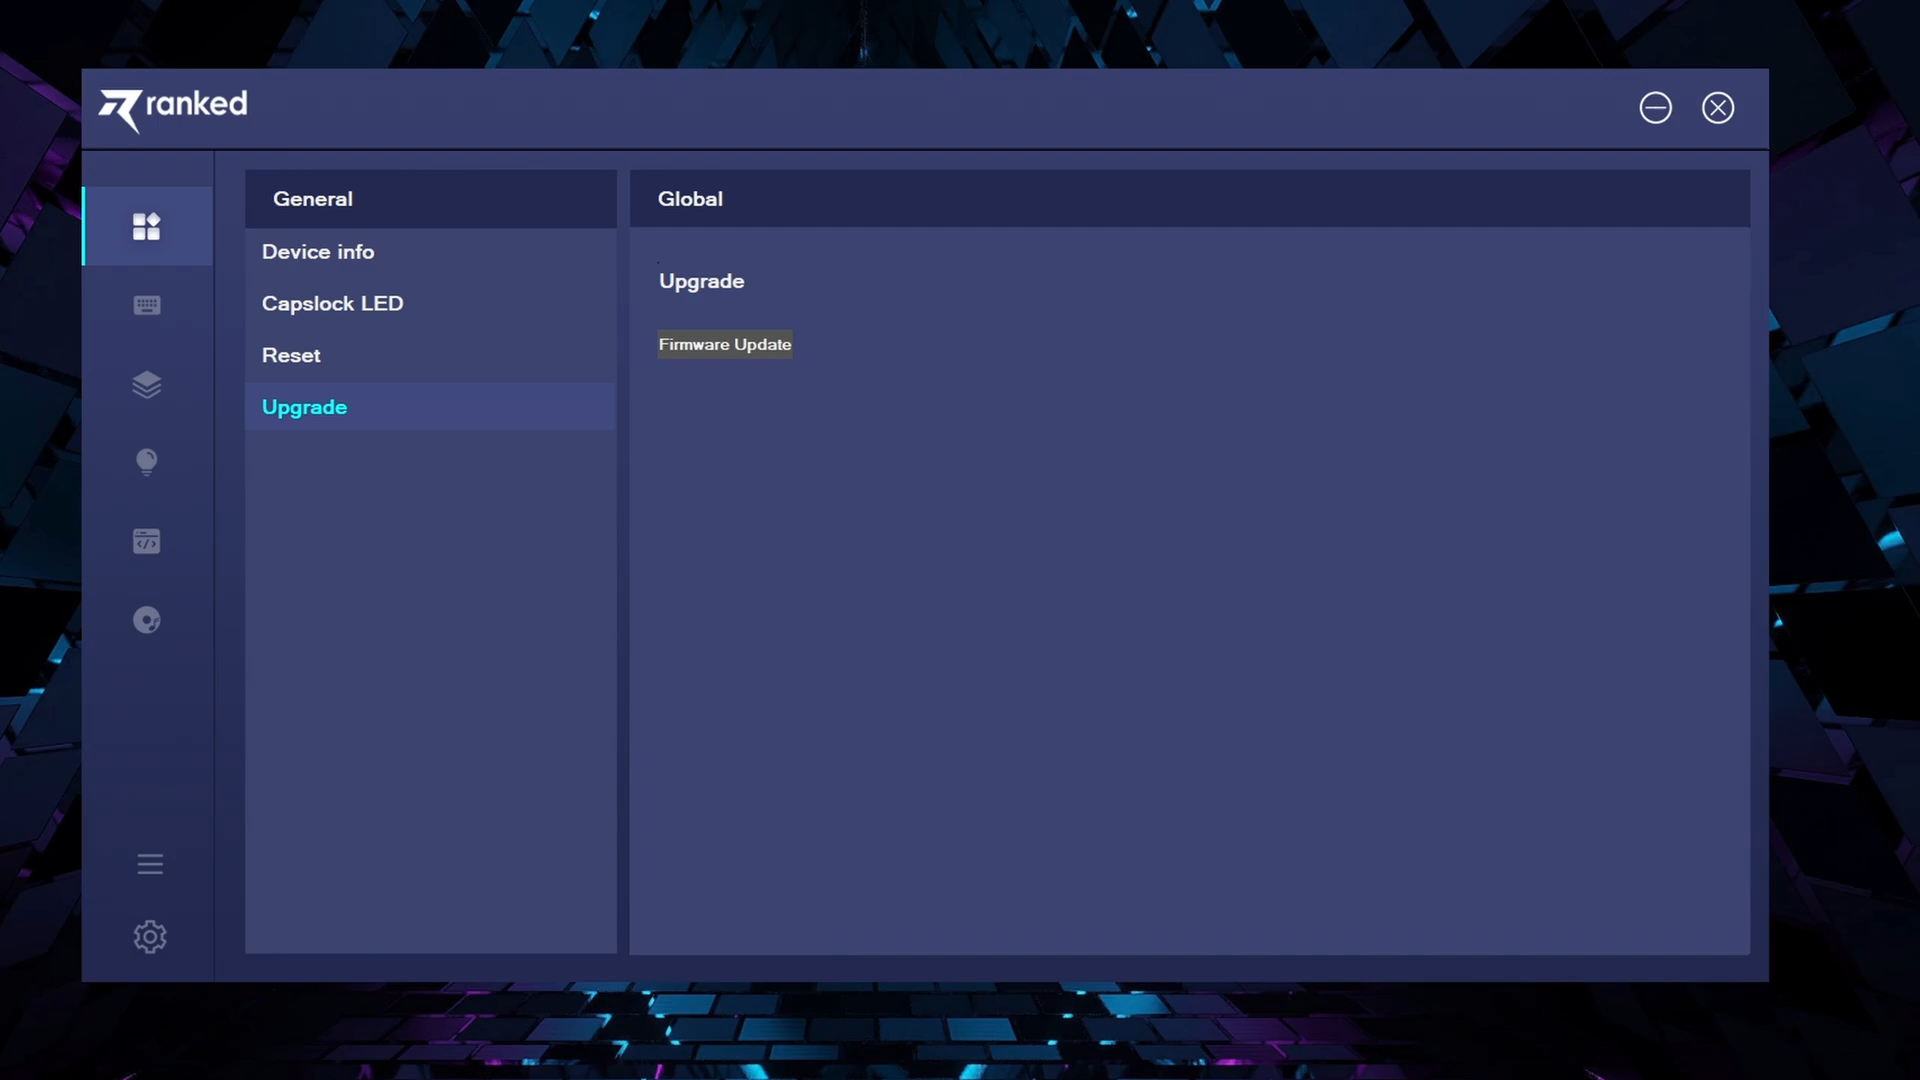 ranked
General
Device info
Capslock LED
Reset
Upgrade
Global
Upgrade
Firmware Update